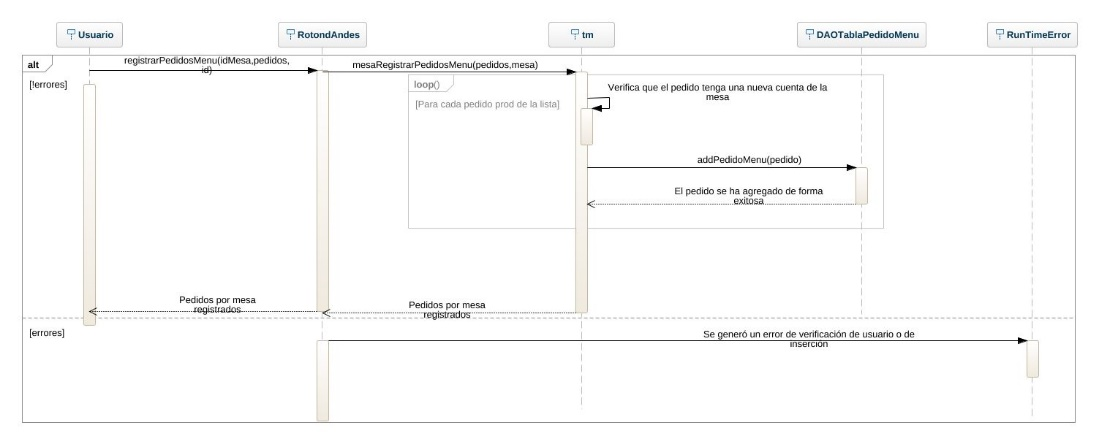 Usuario
RotondAndes
tm
DAOTablaPedidoMenu
RunTimeError
alt
registrarPedidosMenu(idMesa,pedidos,
id)
mesaRegistrarPedidosMenu(pedidos,mesa)
[!errores]
loop()
Verifica que el pedido tenga una nueva cuenta de la
mesa
[Para cada pedido prod de la lista]
addPedidoMenu(pedido)
El pedido se ha agregado de forma
exitosa
Pedidos por mesa
registrados
Pedidos por mesa
registrados
[errores]
Se generó un error de verificación de usuario o de
inserción